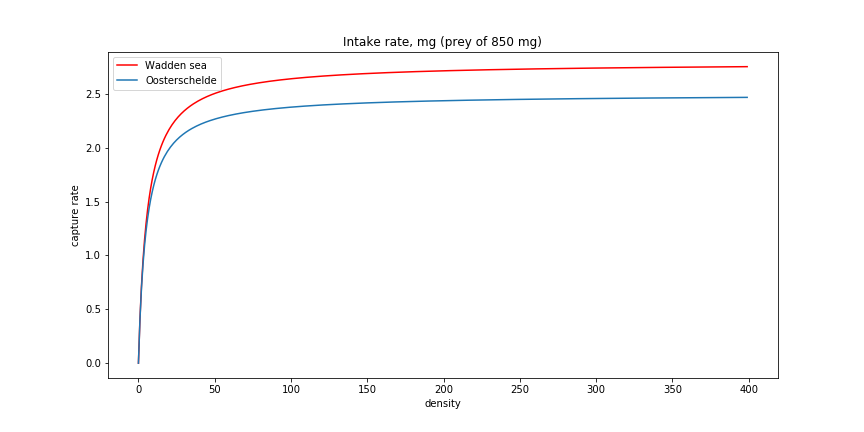 Intake rate, mg (prey of 850 mg)
Wadden sea
Oosterschelde
capture rate
2.5
2.0
1.5
1.0
0.5
0.0
0 50 100 150 200 250 300 350 400
density